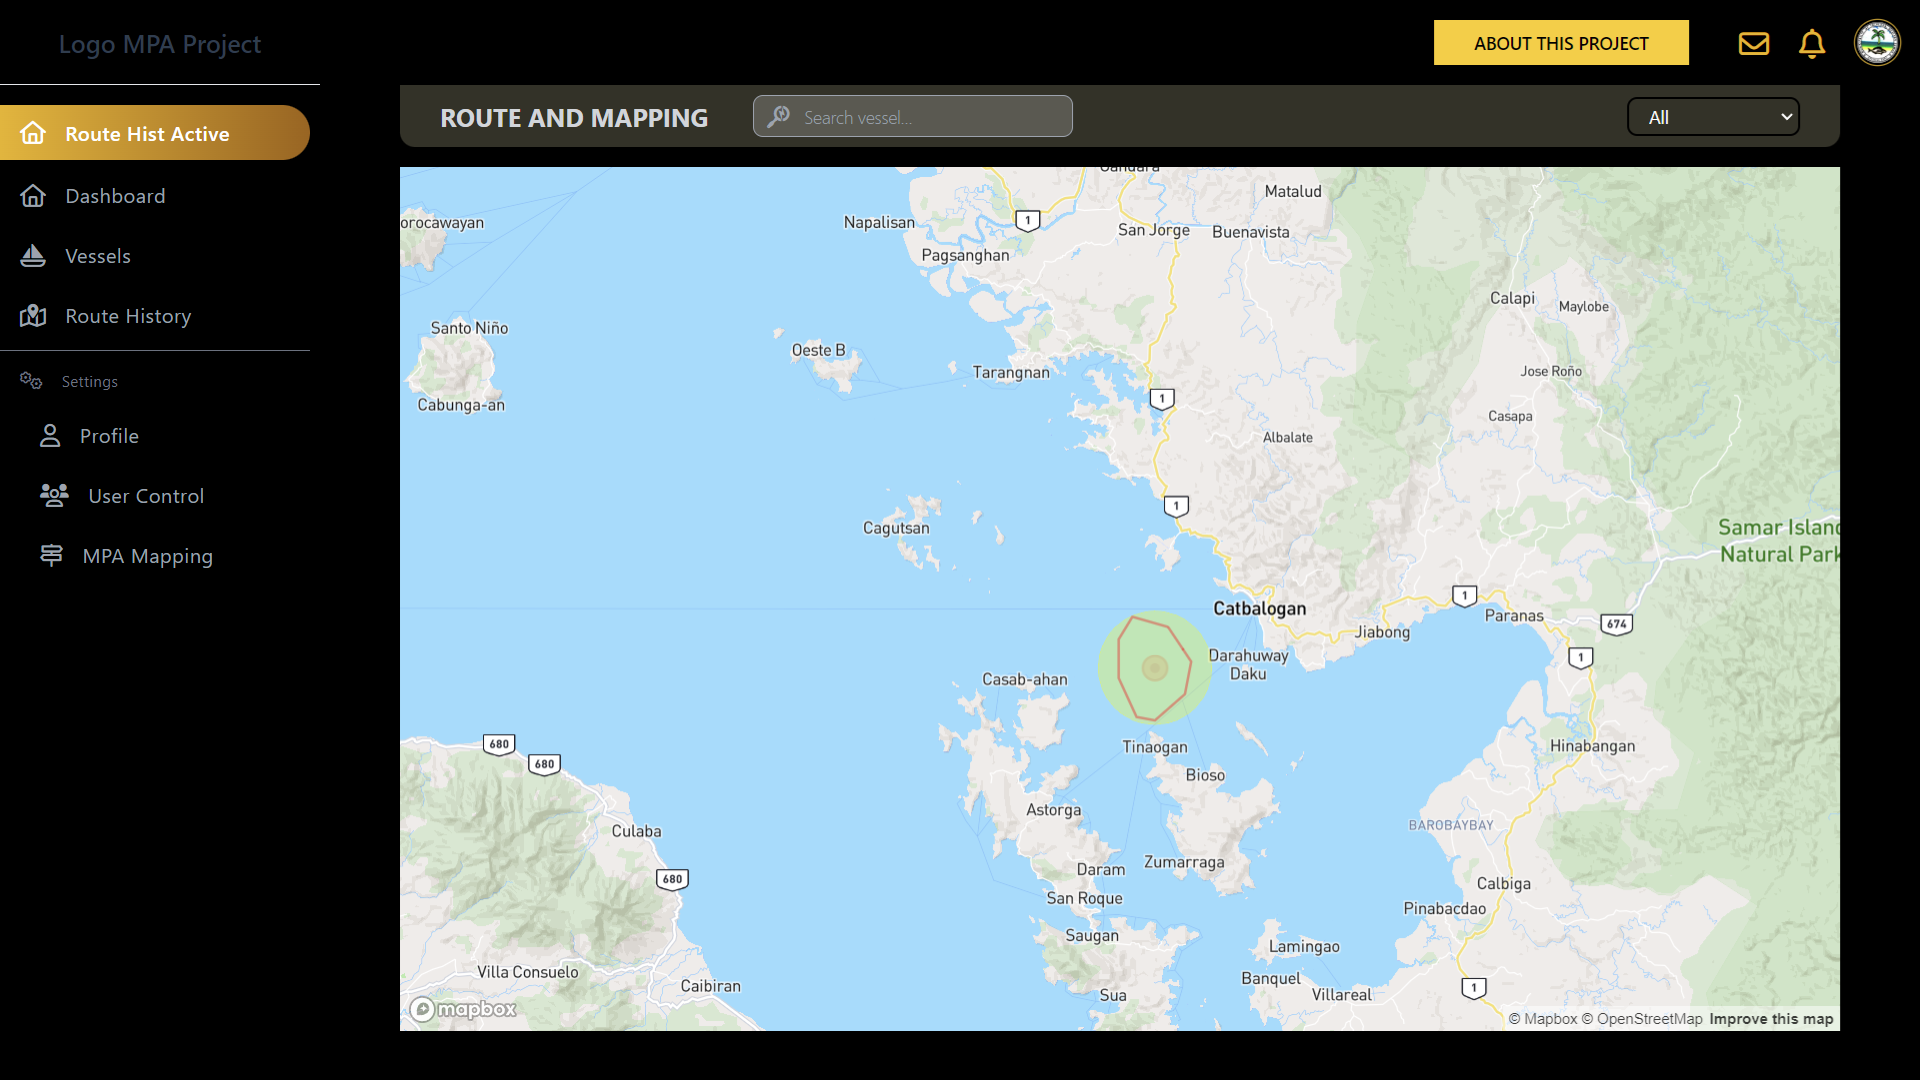 Logo MPA Project
ABOUT THIS PROJECT
Route Hist Active
Dashboard
Vessels
Route History
Settings
Profile
User Control
MPA Mapping
ROUTE AND MAPPING
Search vessel...
All
Gandara
Matalud
orocawayan
Napalisan
1
San Jorge
Buenavista
Pagsanghan
Calapi
Maylobe
Santo Niño
Oeste B
Tarangnan
Jose Roño
Cabunga-an
1
Casapa
Albalate
1
Cagutsan
Samar Island
Natural Park
1
Catbalogan
Paranas
674
Jiabong
Darahuway
Daku
1
Casab-ahan
680
Tinaogan
Hinabangan
680
Bioso
Astorga
BAROBAYBAY
Culaba
Zumarraga
Daram
680
Calbiga
San Roque
Pinabacdao
Saugan
Lamingao
Villa Consuelo
Banquel
Caibiran
1
Sua
Villareal
mapbox
© Mapbox © OpenStreetMap Improve this map